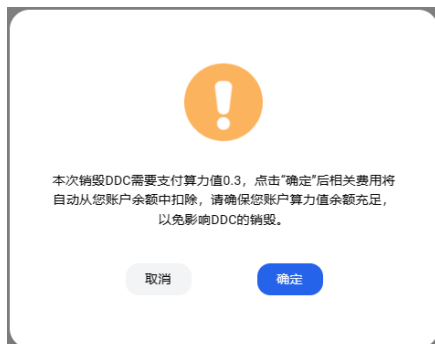 本次销毁DDC需要支付算力值0.3，点击“确定”后相关费用将
自动从您账户余额中扣除，请确保您账户算力值余额充足，
以免影响DDC的销毁。
取消
确定